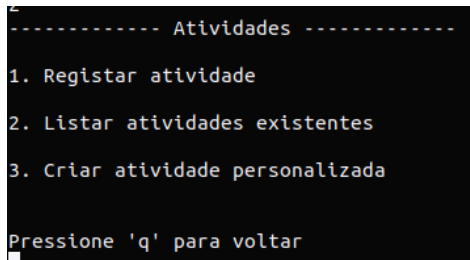 ------------- Atividades -------------
1. Registar atividade
2. Listar atividades existentes
3. Criar atividade personalizada
Pressione 'q' para voltar